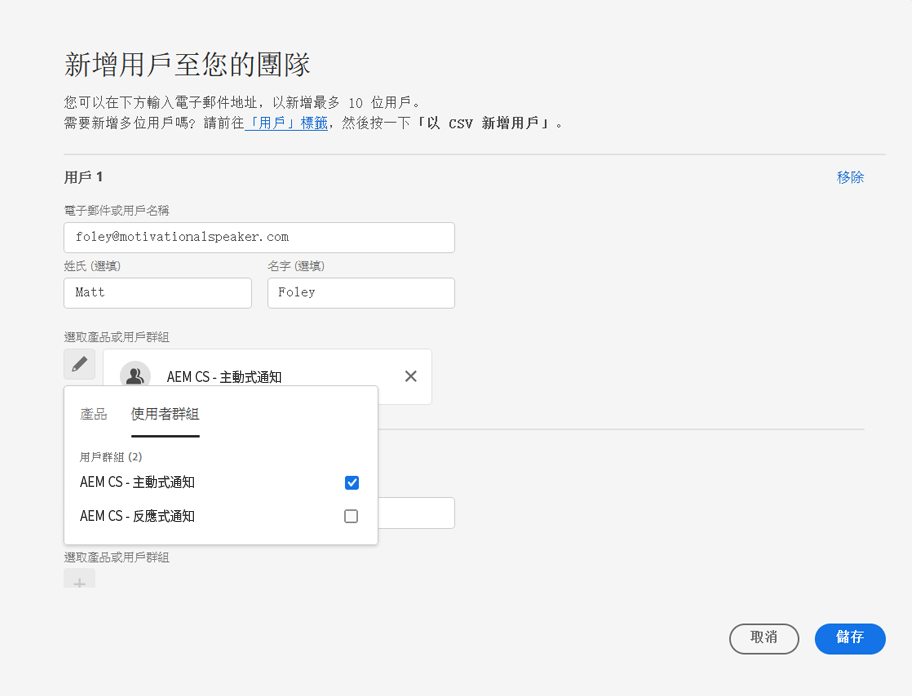 新增用戶至您的團隊
您可以在下方輸入電子郵件地址，以新增最多 10 位用戶。
需要新增多位用戶嗎？請前往「用戶」標籤，然後按一下「以 CSV 新增用戶」。
用戶 1
移除
電子郵件或用戶名稱
foley@motivationalspeaker.com
姓氏 (選填)
名字 (選填)
Matt
Foley
選取產品或用戶群組
AEM CS - 主動式通知
產品
使用者群組
用戶群組 (2)
AEM CS - 主動式通知
AEM CS - 反應式通知
選取產品或用戶群組
取消
儲存